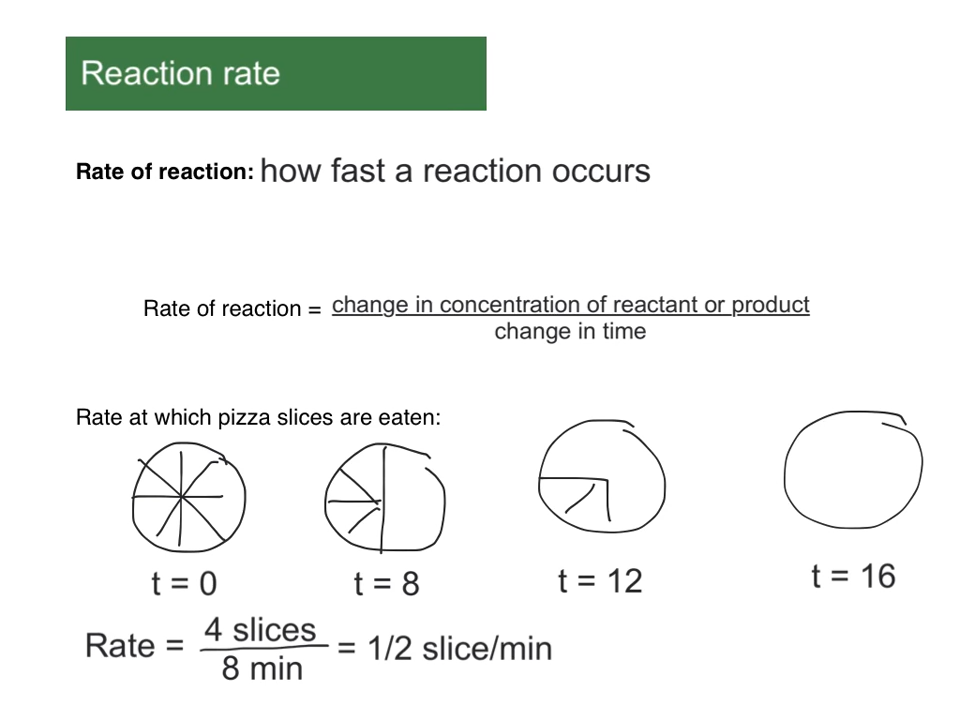 Reaction rate
Rate of reaction: how fast a reaction occurs
Rate of reaction = change in concentration of reactant or product
change in time
Rate at which pizza slices are eaten:
t = 0 t = 8 t = 12 t = 16
Rate = 4 slices = 1/2 slice/min
8 min